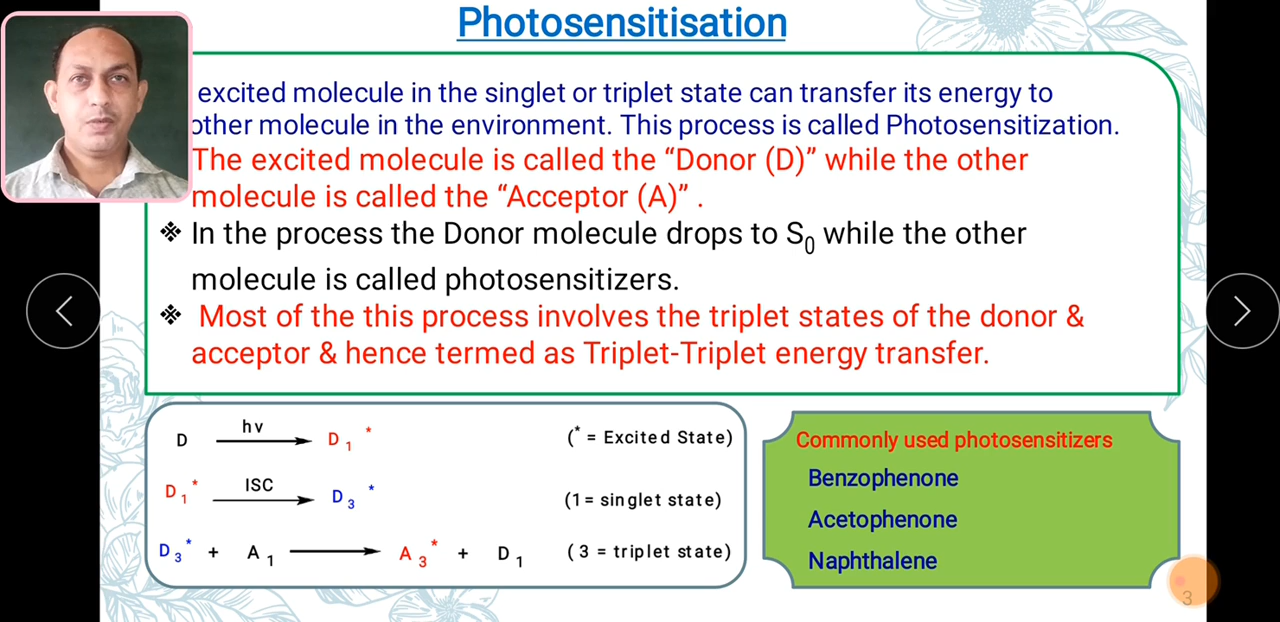 Photosensitisation
excited molecule in the singlet or triplet state can transfer its energy to
other molecule in the environment. This process is called Photosensitization.
The excited molecule is called the “Donor (D)” while the other
molecule is called the “Acceptor (A)” .
❖ In the process the Donor molecule drops to S₀ while the other
molecule is called photosensitizers.
❖ Most of the this process involves the triplet states of the donor &
acceptor & hence termed as Triplet-Triplet energy transfer.
D hv → D₁* (* = Excited State)
D₁* ISC → D₃* (1 = singlet state)
D₃* + A₁ → A₃* + D₁ (3 = triplet state)
Commonly used photosensitizers
Benzophenone
Acetophenone
Naphthalene
3